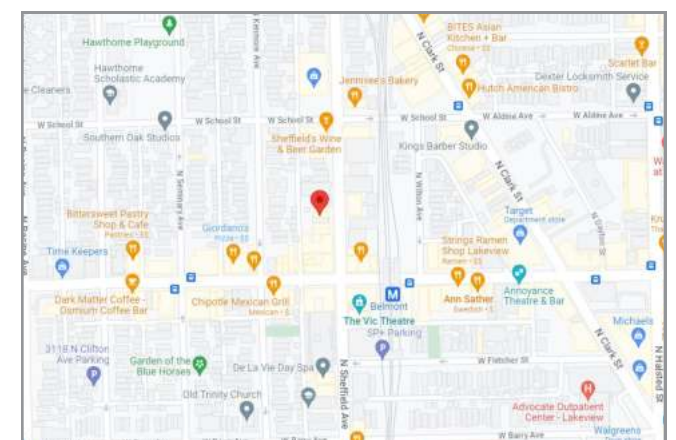 BITES Asian
Kitchen + Bar
Chinese • $$
N Clark St
N Kenmore Ave
Hawthorne Playground
Scarlet Bar
Hawthorne
Scholastic Academy
Jennivee's Bakery
Dexter Locksmith Service
Hutch American Bistro
e Cleaners
W School St
W School St
W School St
W School St
W Aldine Ave
W Aldine Ave
Southern Oak Studios
Sheffield's Wine
& Beer Garden
Kings Barber Studio
N Clark St
N Seminary Ave
N Wilton Ave
Bittersweet Pastry
Shop & Cafe
Pastries • $$
Giordano's
Pizza • $$
Target
Department store
Time Keepers
Strings Ramen
Shop Lakeview
Ramen • $$
Dark Matter Coffee -
Osmium Coffee Bar
Chipotle Mexican Grill
Mexican • $
M
Belmont
Ann Sather
Swedish • $
Annoyance
Theatre & Bar
The Vic Theatre
SP+ Parking
Michaels
N Clark St
3118 N Clifton
Ave Parking
Garden of the
Blue Horses
De La Vie Day Spa
N Sheffield Ave
W Fletcher St
N Halsted St
Old Trinity Church
Advocate Outpatient
Center - Lakeview
W Barry Ave
Walgreens